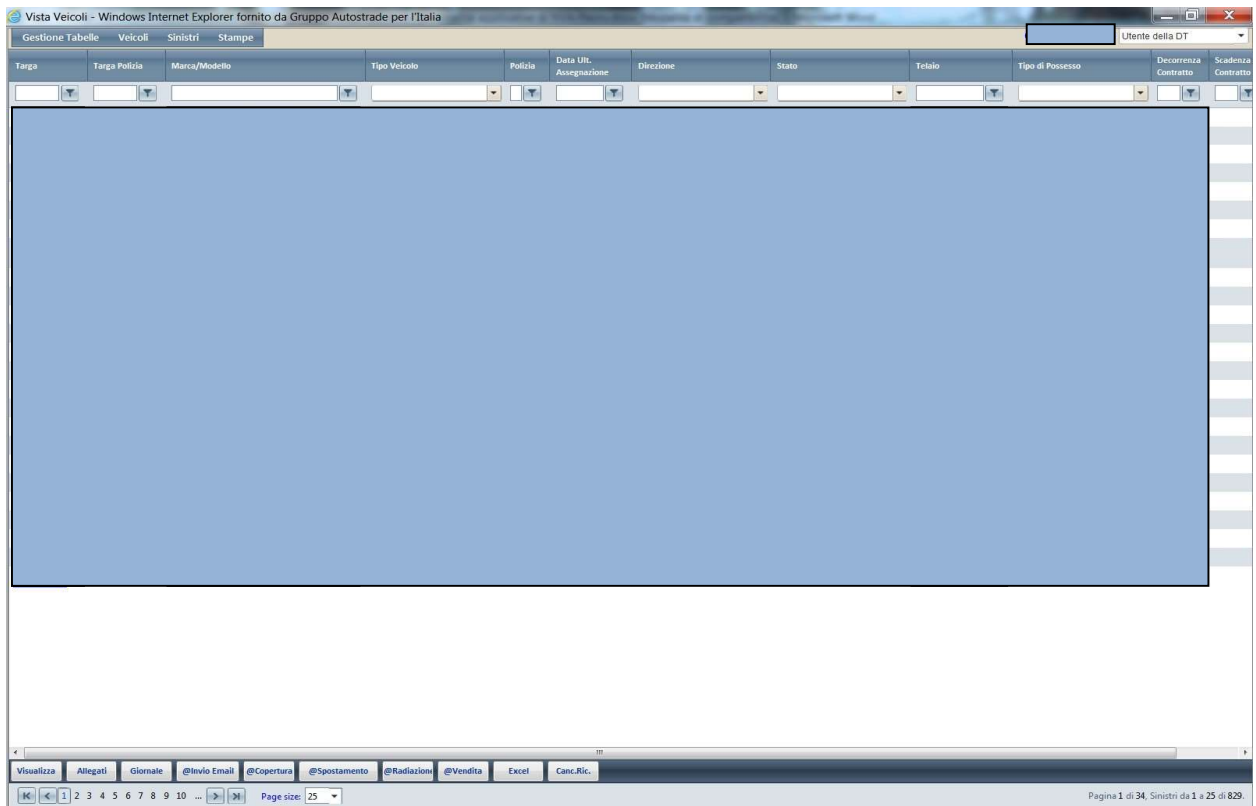 Vista Veicoli - Windows Internet Explorer fornito da Gruppo Autostrade per l'Italia
Gestione Tabelle Veicoli Sinistri Stampe Utente della DT
Targa Targa Polizia Marca/Modello Tipo Veicolo Polizia Data Ult. Assegnazione Direzione Stato Telaio Tipo di Possesso Decorrenza Contratto Scadenza Contratto
Visualizza Allegati Giornale @Invio Email @Copertura @Spostamento @Radiazione @Vendita Excel Canc.Ric.
1 2 3 4 5 6 7 8 9 10 ... Page size: 25 Pagina 1 di 34, Sinistri da 1 a 25 di 829.